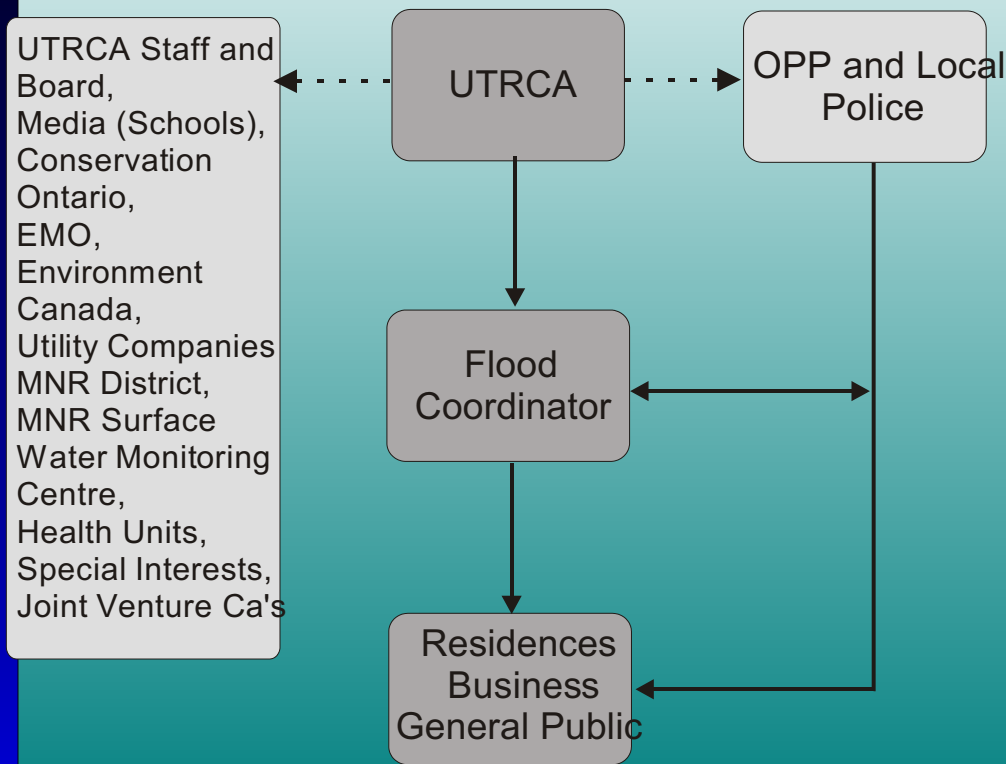 UTRCA Staff and
Board,
Media (Schools),
Conservation
Ontario,
EMO,
Environment
Canada,
Utility Companies
MNR District,
MNR Surface
Water Monitoring
Centre,
Health Units,
Special Interests,
Joint Venture Ca's
UTRCA
OPP and Local
Police
Flood
Coordinator
Residences
Business
General Public